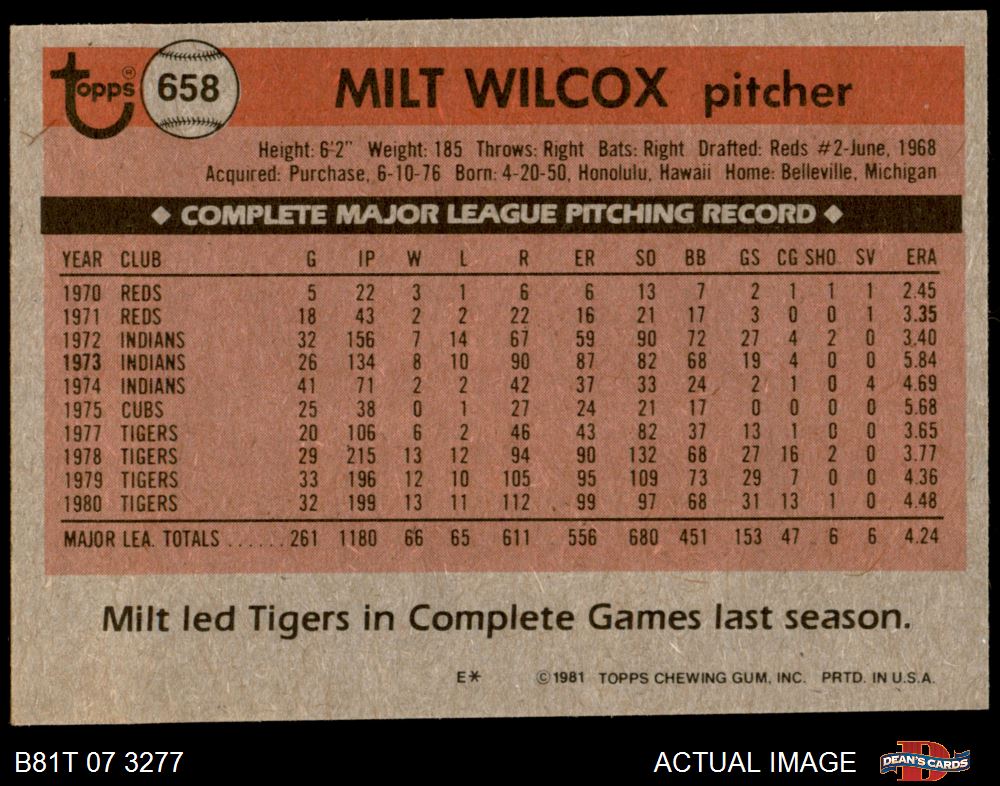 topps® 658 MILT WILCOX pitcher
Height: 6'2" Weight: 185 Throws: Right Bats: Right Drafted: Reds #2-June, 1968
Acquired: Purchase, 6-10-76 Born: 4-20-50, Honolulu, Hawaii Home: Belleville, Michigan
◆ COMPLETE MAJOR LEAGUE PITCHING RECORD ◆
YEAR CLUB G IP W L R ER SO BB GS CG SHO SV ERA
1970 REDS 5 22 3 1 6 6 13 7 2 1 1 1 2.45
1971 REDS 18 43 2 2 22 16 21 17 3 0 0 1 3.35
1972 INDIANS 32 156 7 14 67 59 90 72 27 4 2 0 3.40
1973 INDIANS 26 134 8 10 90 87 82 68 19 4 0 0 5.84
1974 INDIANS 41 71 2 2 42 37 33 24 2 1 0 4 4.69
1975 CUBS 25 38 0 1 27 24 21 17 0 0 0 0 5.68
1977 TIGERS 20 106 6 2 46 43 82 37 13 1 0 0 3.65
1978 TIGERS 29 215 13 12 94 90 132 68 27 16 2 0 3.77
1979 TIGERS 33 196 12 10 105 95 109 73 29 7 0 0 4.36
1980 TIGERS 32 199 13 11 112 99 97 68 31 13 1 0 4.48
MAJOR LEA. TOTALS ...... 261 1180 66 65 611 556 680 451 153 47 6 6 4.24
Milt led Tigers in Complete Games last season.
E* ©1981 TOPPS CHEWING GUM, INC. PRTD. IN U.S.A.
B81T 07 3277 ACTUAL IMAGE D DEAN'S CARDS